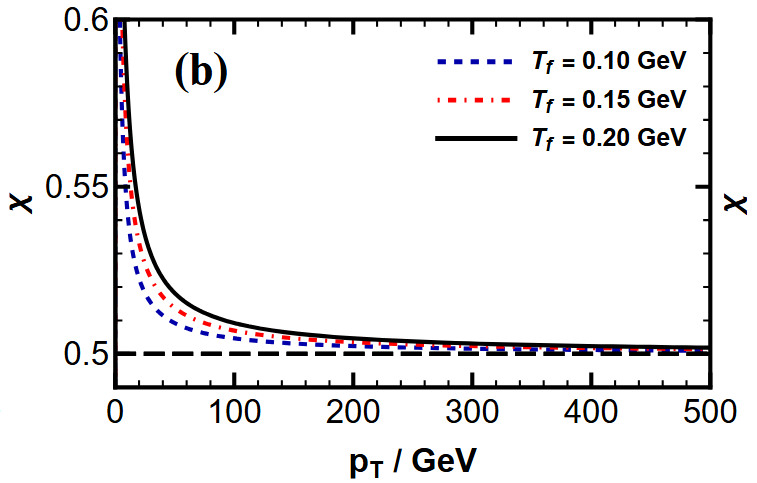 0.6
(b)
T_f = 0.10 GeV
T_f = 0.15 GeV
T_f = 0.20 GeV
0.55
χ
χ
0.5
0 100 200 300 400 500
p_T / GeV